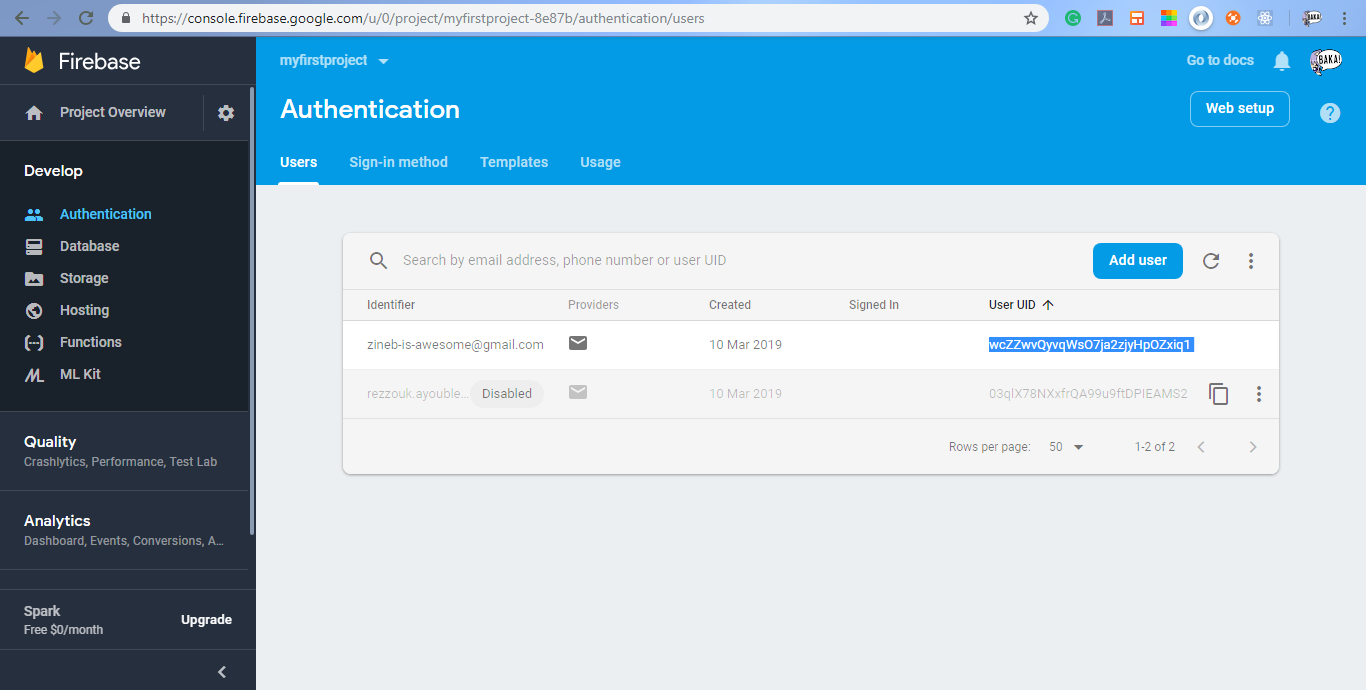 https://console.firebase.google.com/u/0/project/myfirstproject-8e87b/authentication/users
Firebase
Project Overview
Develop
Authentication
Database
Storage
Hosting
Functions
ML Kit
Quality
Crashlytics, Performance, Test Lab
Analytics
Dashboard, Events, Conversions, A...
Spark
Free $0/month
Upgrade
myfirstproject
Go to docs
BAKA!
Authentication
Web setup
Users Sign-in method Templates Usage
Search by email address, phone number or user UID
Add user
Identifier Providers Created Signed In User UID
zineb-is-awesome@gmail.com 10 Mar 2019 wcZZwvQyvqWsO7ja2zjyHpOZxiq1
rezzouk.ayouble... Disabled 10 Mar 2019 03qlX78NXxfrQA99u9ftDPIEAMS2
Rows per page: 50 1-2 of 2